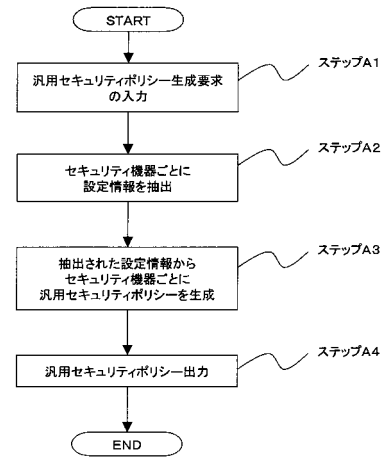 START
汎用セキュリティポリシー生成要求
の入力
ステップA1
セキュリティ機器ごとに
設定情報を抽出
ステップA2
抽出された設定情報から
セキュリティ機器ごとに
汎用セキュリティポリシーを生成
ステップA3
汎用セキュリティポリシー出力
ステップA4
END